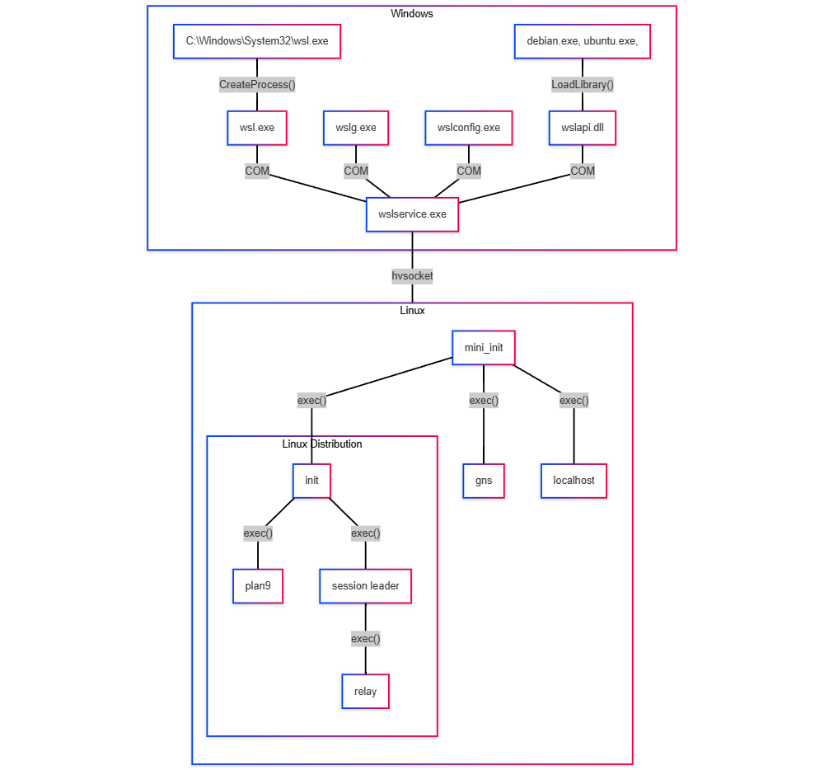 Windows
C:\Windows\System32\wsl.exe
debian.exe, ubuntu.exe,
CreateProcess()
LoadLibrary()
wsl.exe
wslg.exe
wslconfig.exe
wslapi.dll
COM
COM
COM
COM
wslservice.exe
hvsocket
Linux
mini_init
exec()
exec()
exec()
Linux Distribution
init
gns
localhost
exec()
exec()
plan9
session leader
exec()
relay